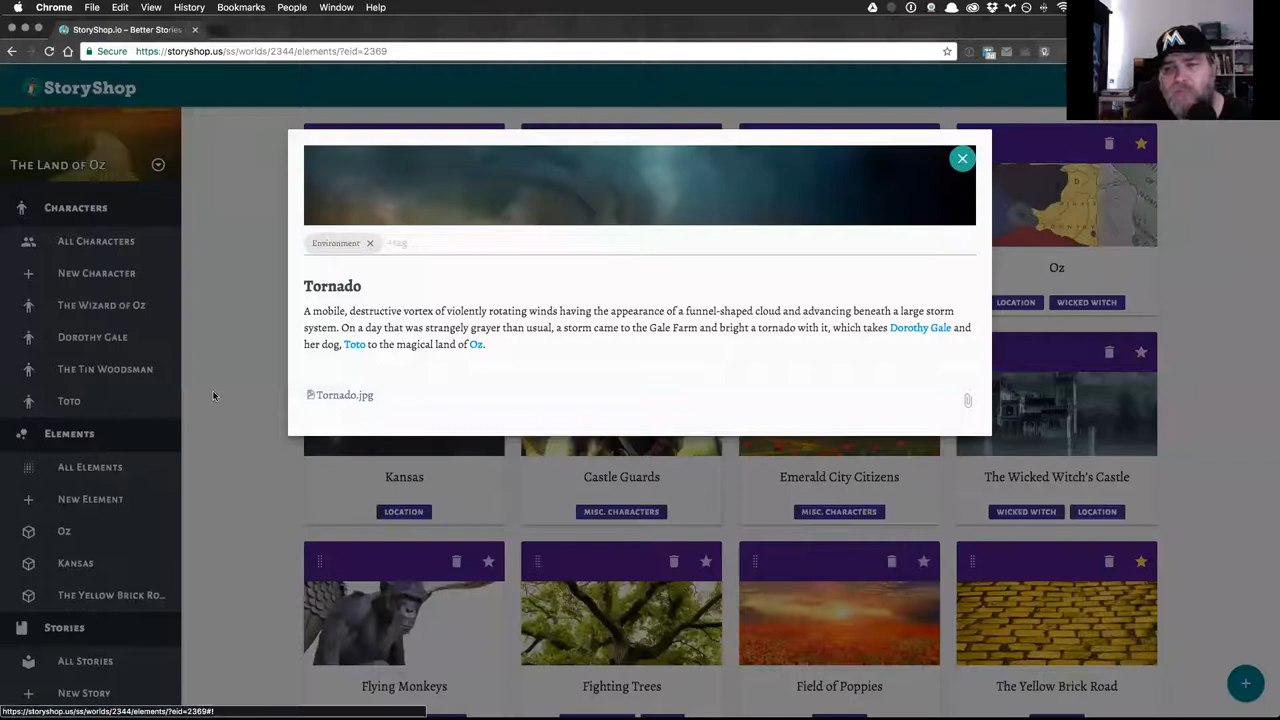 Chrome File Edit View History Bookmarks People Window Help
StoryShop.io – Better Stories
Secure https://storyshop.us/ss/worlds/2344/elements/?eid=2369
StoryShop
The Land of Oz
Characters
All Characters
New Character
The Wizard of Oz
Dorothy Gale
The Tin Woodsman
Toto
Elements
All Elements
New Element
Oz
Kansas
The Yellow Brick Ro...
Stories
All Stories
New Story
Environment +tag
Tornado
A mobile, destructive vortex of violently rotating winds having the appearance of a funnel-shaped cloud and advancing beneath a large storm
system. On a day that was strangely grayer than usual, a storm came to the Gale Farm and bright a tornado with it, which takes Dorothy Gale and
her dog, Toto to the magical land of Oz.
Tornado.jpg
Oz
LOCATION WICKED WITCH
Kansas
LOCATION
Castle Guards
MISC. CHARACTERS
Emerald City Citizens
MISC. CHARACTERS
The Wicked Witch's Castle
WICKED WITCH LOCATION
Flying Monkeys
Fighting Trees
Field of Poppies
The Yellow Brick Road
https://storyshop.us/ss/worlds/2344/elements/?eid=2369#!